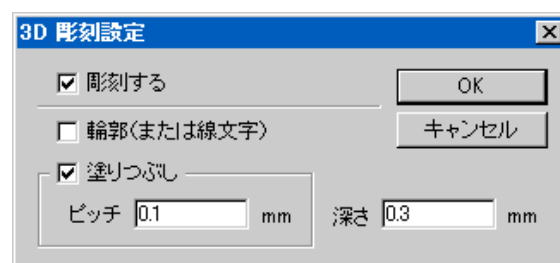 3D 彫刻設定
彫刻する
OK
輪郭(または線文字)
キャンセル
塗りつぶし
ピッチ 0.1 mm 深さ 0.3 mm